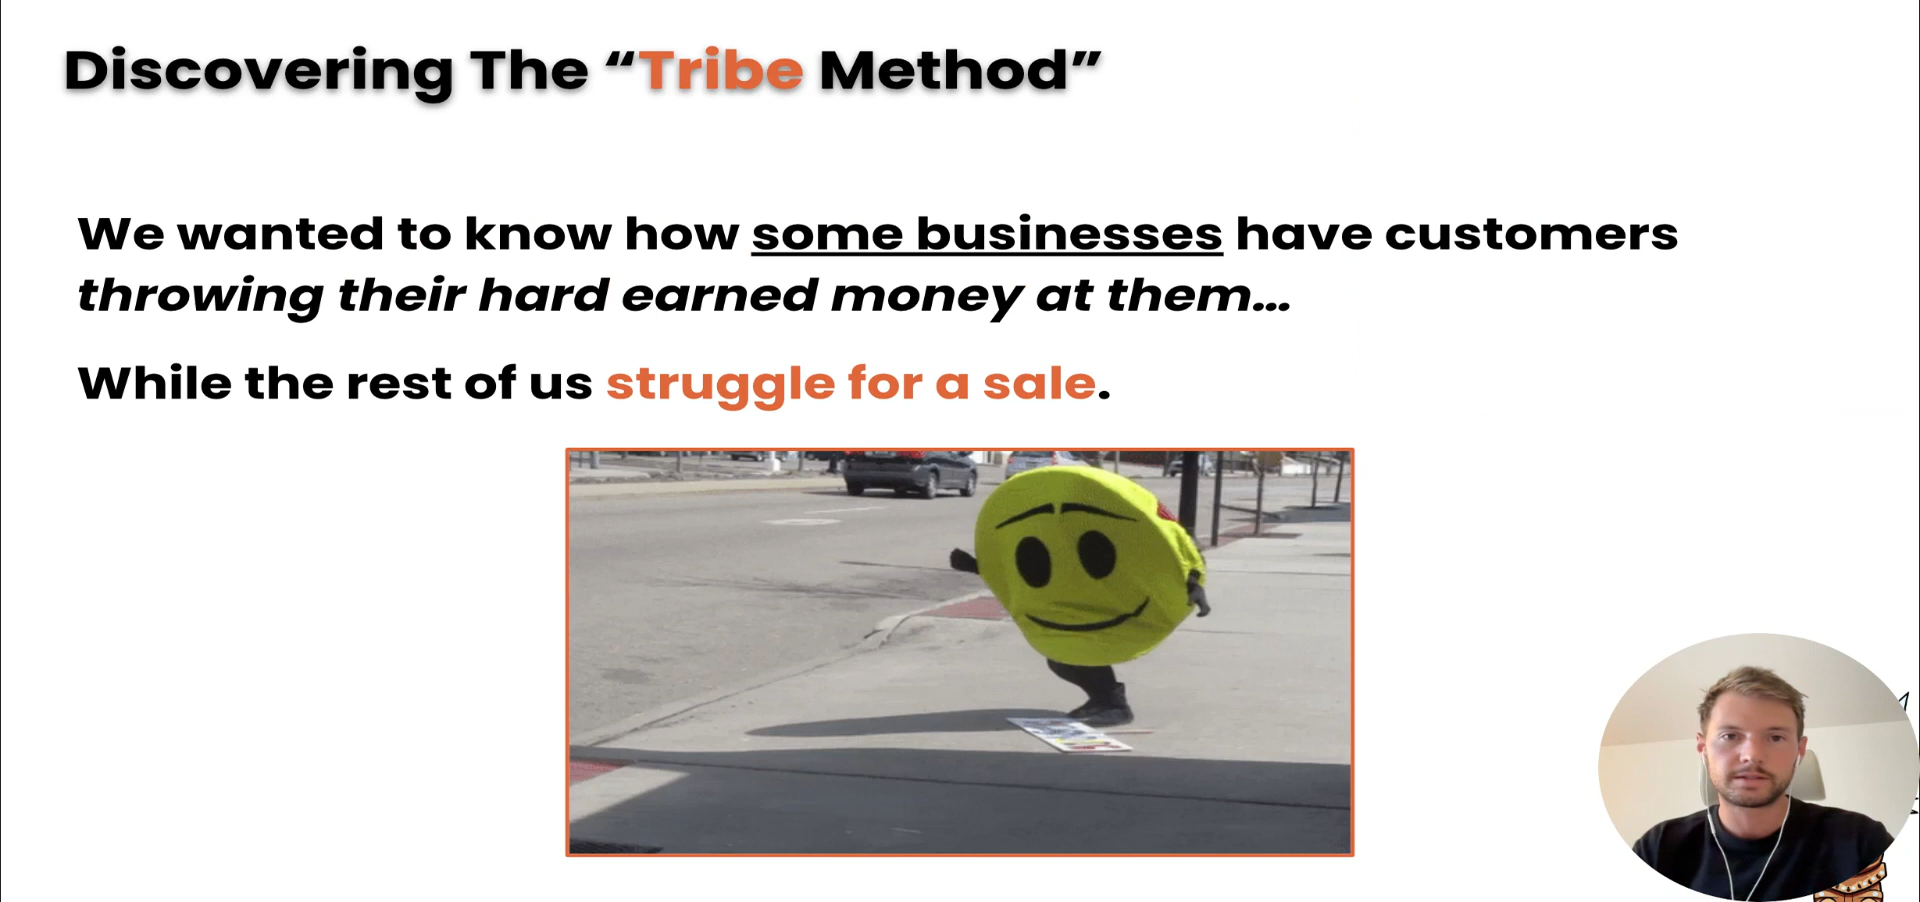 Discovering The “Tribe Method”
We wanted to know how some businesses have customers
throwing their hard earned money at them...
While the rest of us struggle for a sale.